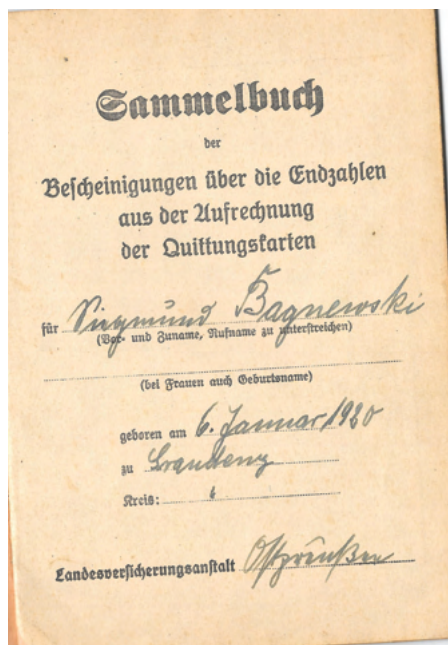 Sammelbuch
der
Bescheinigungen über die Endzahlen
aus der Aufrechnung
der Quittungskarten
für Siegmund Bagnewski
(Vor- und Zuname, Rufname zu unterstreichen)
(bei Frauen auch Geburtsname)
geboren am 6. Januar 1920
zu Graudenz
Kreis:
Landesversicherungsanstalt Ostpreußen